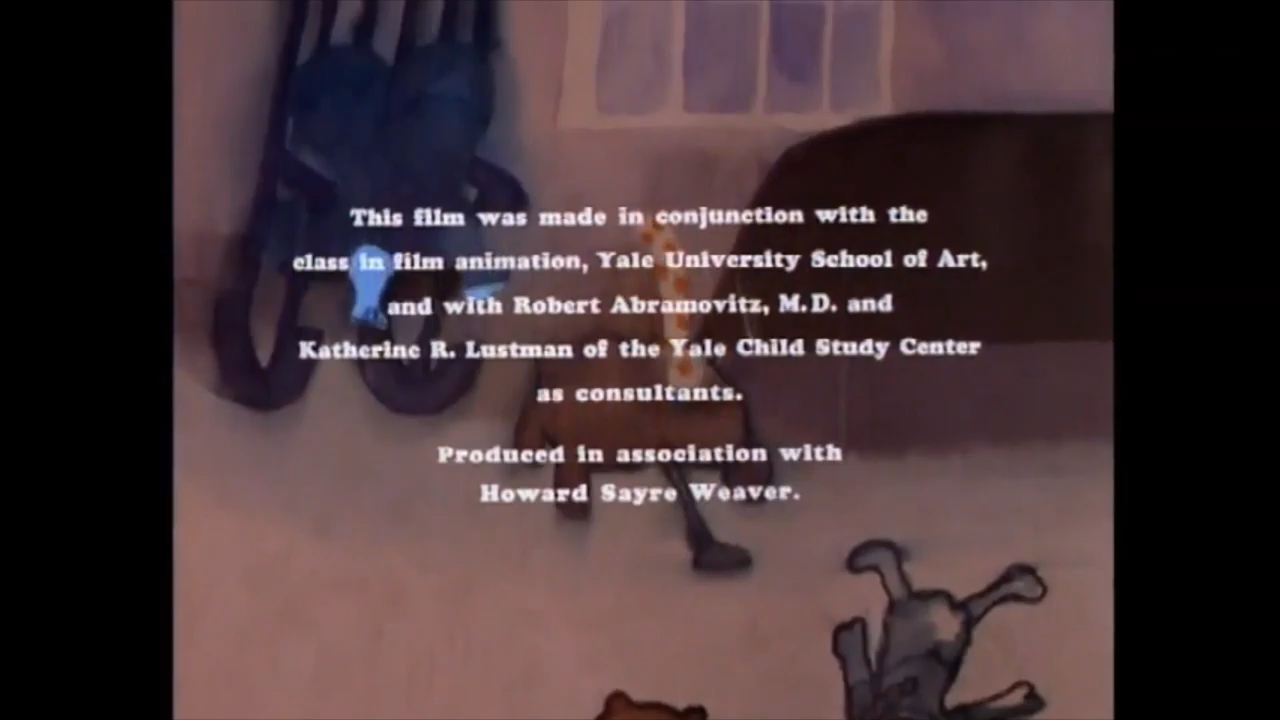 This film was made in conjunction with the
class in film animation, Yale University School of Art,
and with Robert Abramovitz, M.D. and
Katherine R. Lustman of the Yale Child Study Center
as consultants.
Produced in association with
Howard Sayre Weaver.